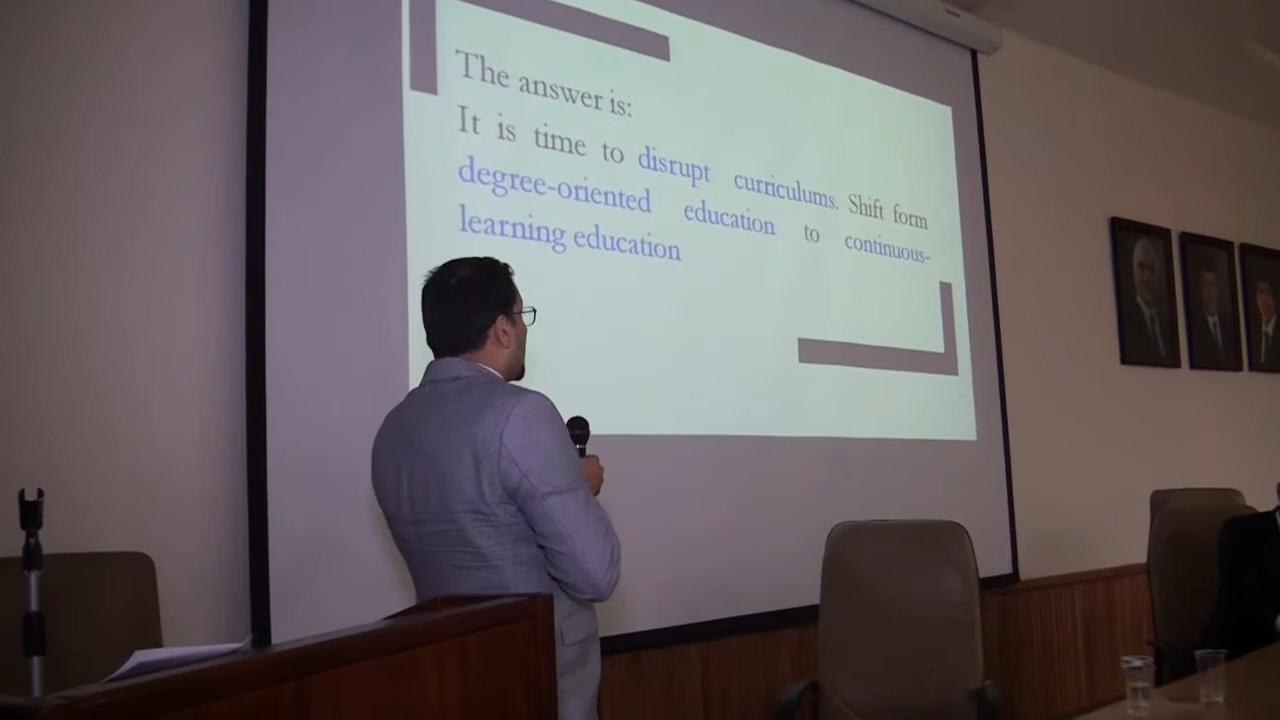 The answer is:
It is time to disrupt curriculums. Shift form
degree-oriented education to continuous-
learning education